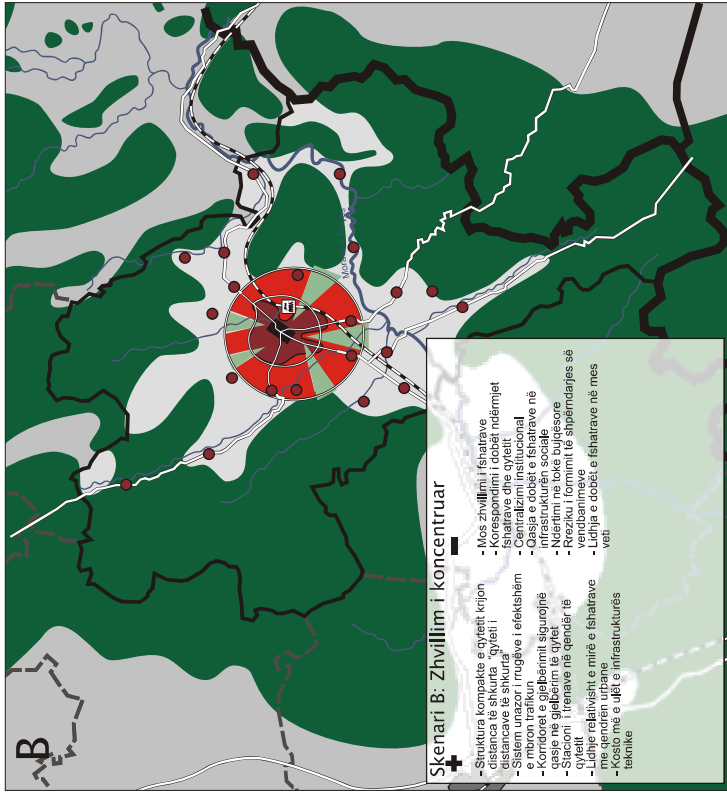 B
Mora
Skenari B: Zhvillim i koncentruar
+
- Struktura kompakte e qytetit krijon
distanca të shkurta "qyteti i
distancave të shkurta"
- Sistem unazor i rrugëve i efektshëm
e mbron trafikun
- Korridoret e gjelbërimit sigurojnë
qasje në gjelbërim të qytet
- Stacioni i trenave në qendër të
qytetit
- Lidhje relativisht e mirë e fshatrave
me qendrën urbane
- Kosto më e ulët e infrastrukturës
teknike
-
- Mos zhvillimi i fshatrave
- Korespondimi i dobët ndërmjet
fshatrave dhe qytetit
- Centralizimi institucional
- Qasja e dobët e fshatrave në
infrastrukturën sociale
- Ndërtimi në tokë bujqësore
- Rreziku i formimit të shpërndarjes së
vendbanimeve
- Lidhja e dobët e fshatrave në mes
veti